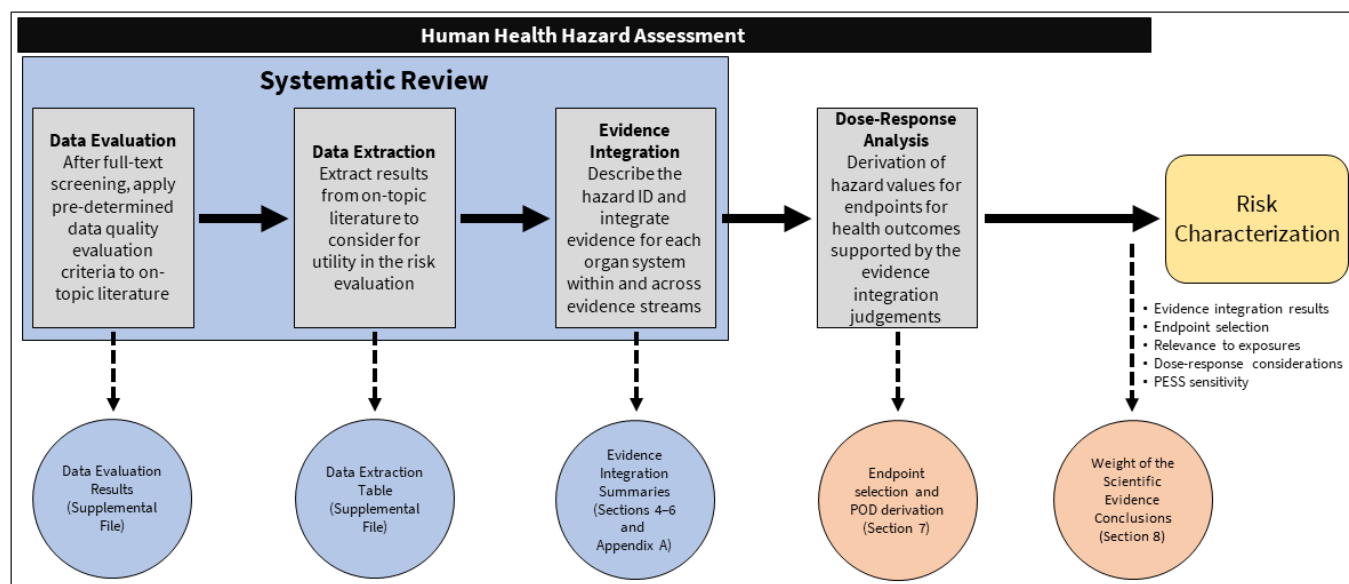 Human Health Hazard Assessment
Systematic Review
Data Evaluation
After full-text
screening, apply
pre-determined
data quality
evaluation
criteria to on-
topic literature
Data Extraction
Extract results
from on-topic
literature to
consider for
utility in the risk
evaluation
Evidence
Integration
Describe the
hazard ID and
integrate
evidence for each
organ system
within and across
evidence streams
Dose-Response
Analysis
Derivation of
hazard values for
endpoints for
health outcomes
supported by the
evidence
integration
judgements
Risk
Characterization
• Evidence integration results
• Endpoint selection
• Relevance to exposures
• Dose-response considerations
• PESS sensitivity
Data Evaluation
Results
(Supplemental
File)
Data Extraction
Table
(Supplemental
File)
Evidence
Integration
Summaries
(Sections 4–6
and
Appendix A)
Endpoint
selection and
POD derivation
(Section 7)
Weight of the
Scientific
Evidence
Conclusions
(Section 8)